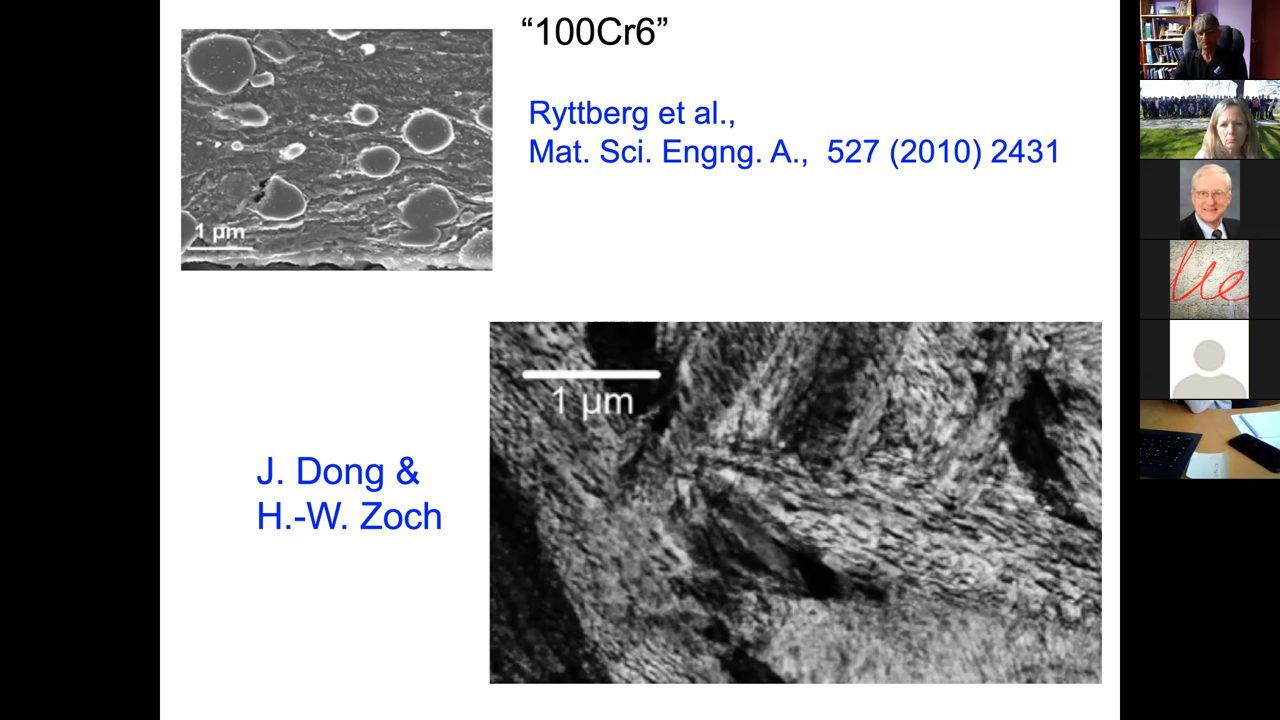 “100Cr6”
Ryttberg et al.,
Mat. Sci. Engng. A., 527 (2010) 2431
1 µm
1 µm
J. Dong &
H.-W. Zoch